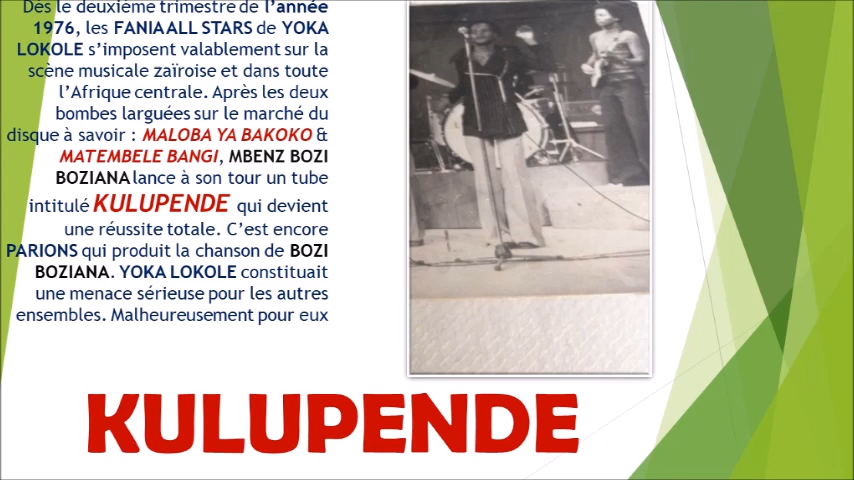 Dès le deuxième trimestre de l'année
1976, les FANIA ALL STARS de YOKA
LOKOLE s'imposent valablement sur la
scène musicale zaïroise et dans toute
l'Afrique centrale. Après les deux
bombes larguées sur le marché du
disque à savoir : MALOBA YA BAKOKO &
MATEMBELE BANGI, MBENZ BOZI
BOZIANA lance à son tour un tube
intitulé KULUPENDE qui devient
une réussite totale. C'est encore
PARIONS qui produit la chanson de BOZI
BOZIANA. YOKA LOKOLE constituait
une menace sérieuse pour les autres
ensembles. Malheureusement pour eux
KULUPENDE